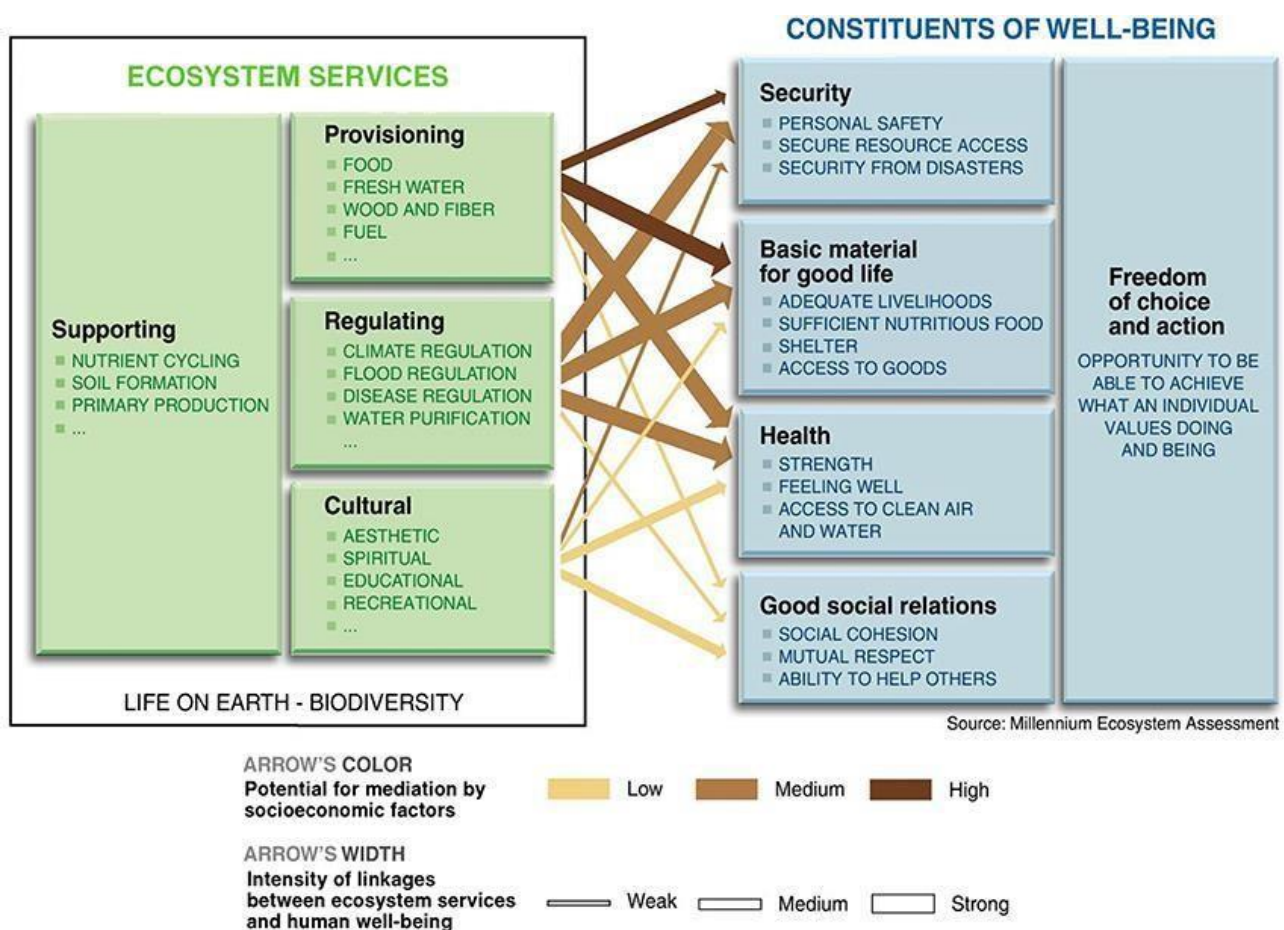 CONSTITUENTS OF WELL-BEING
ECOSYSTEM SERVICES
Supporting
NUTRIENT CYCLING
SOIL FORMATION
PRIMARY PRODUCTION
...
Provisioning
FOOD
FRESH WATER
WOOD AND FIBER
FUEL
...
Regulating
CLIMATE REGULATION
FLOOD REGULATION
DISEASE REGULATION
WATER PURIFICATION
...
Cultural
AESTHETIC
SPIRITUAL
EDUCATIONAL
RECREATIONAL
...
LIFE ON EARTH - BIODIVERSITY
Security
PERSONAL SAFETY
SECURE RESOURCE ACCESS
SECURITY FROM DISASTERS
Basic material
for good life
ADEQUATE LIVELIHOODS
SUFFICIENT NUTRITIOUS FOOD
SHELTER
ACCESS TO GOODS
Health
STRENGTH
FEELING WELL
ACCESS TO CLEAN AIR
AND WATER
Good social relations
SOCIAL COHESION
MUTUAL RESPECT
ABILITY TO HELP OTHERS
Freedom
of choice
and action
OPPORTUNITY TO BE
ABLE TO ACHIEVE
WHAT AN INDIVIDUAL
VALUES DOING
AND BEING
Source: Millennium Ecosystem Assessment
ARROW'S COLOR
Potential for mediation by
socioeconomic factors
Low
Medium
High
ARROW'S WIDTH
Intensity of linkages
between ecosystem services
and human well-being
Weak
Medium
Strong